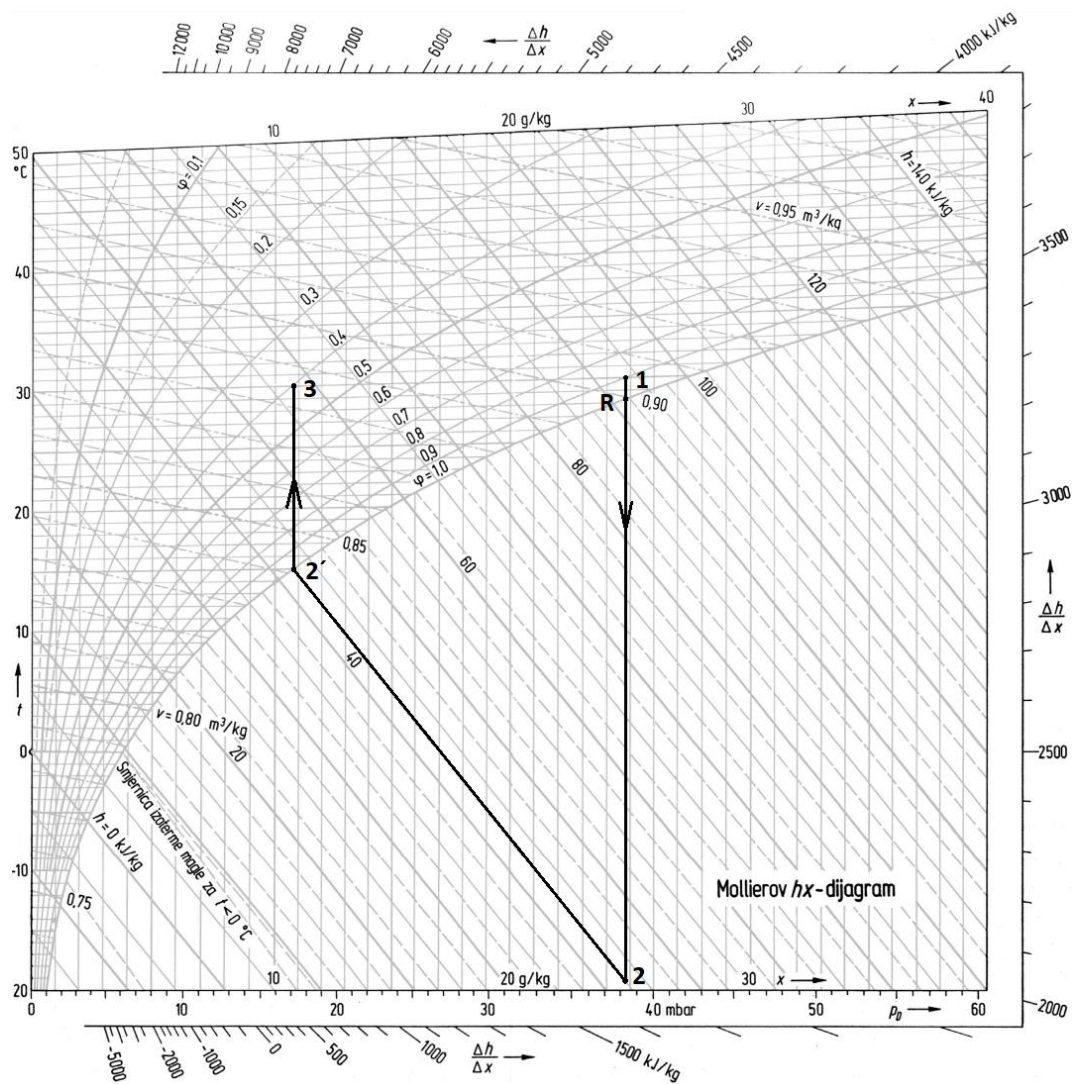 12000 10000 9000 8000 7000 6000 ← Δh/Δx 5000 4500 4000 kJ/kg
10 20 g/kg 30 x → 40
50
°C
φ=0,1
0,15
0,2
0,3
0,4
0,5
0,6
0,7
0,8
0,9
φ=1,0
h=140 kJ/kg
v=0,95 m³/kg
120
100
3500
40
30
3
1
R
0,90
80
3000
20
0,85
60
2´
Δh/Δx
10
40
t
v=0,80 m³/kg
20
0
2500
Smjernica izoterme magle za t<0 °C
h=0 kJ/kg
-10
0,75
Mollierov hx-dijagram
2
10 20 g/kg 30 x →
20
2000
0 10 20 30 40 mbar 50 p_D → 60
-5000 -2000 -1000 0 500 1000 Δh/Δx → 1500 kJ/kg